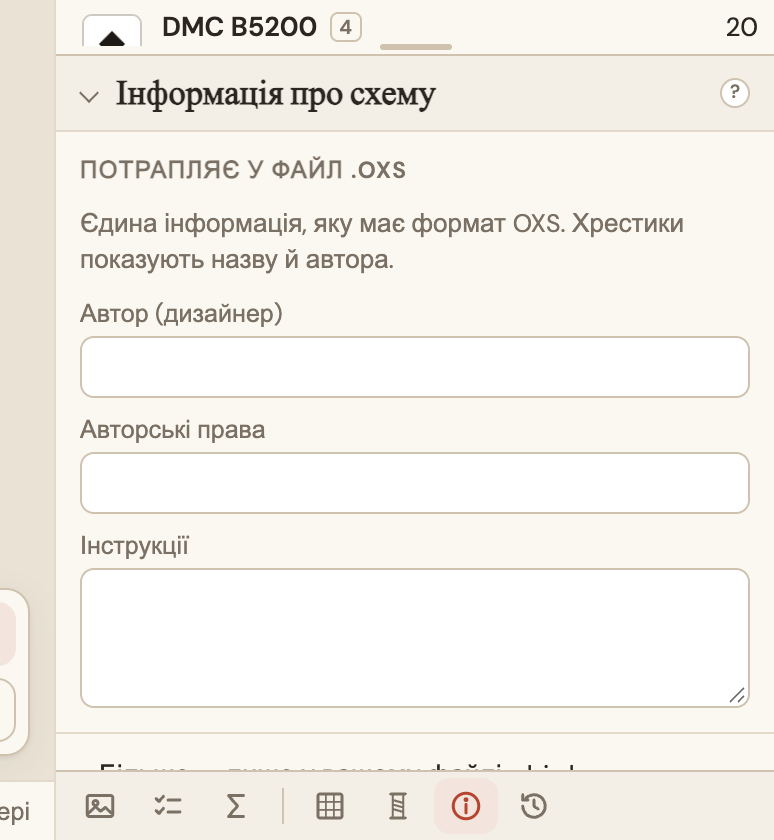 DMC B5200 4 20
Інформація про схему ?
ПОТРАПЛЯЄ У ФАЙЛ .OXS
Єдина інформація, яку має формат OXS. Хрестики
показують назву й автора.
Автор (дизайнер)
Авторські права
Інструкції